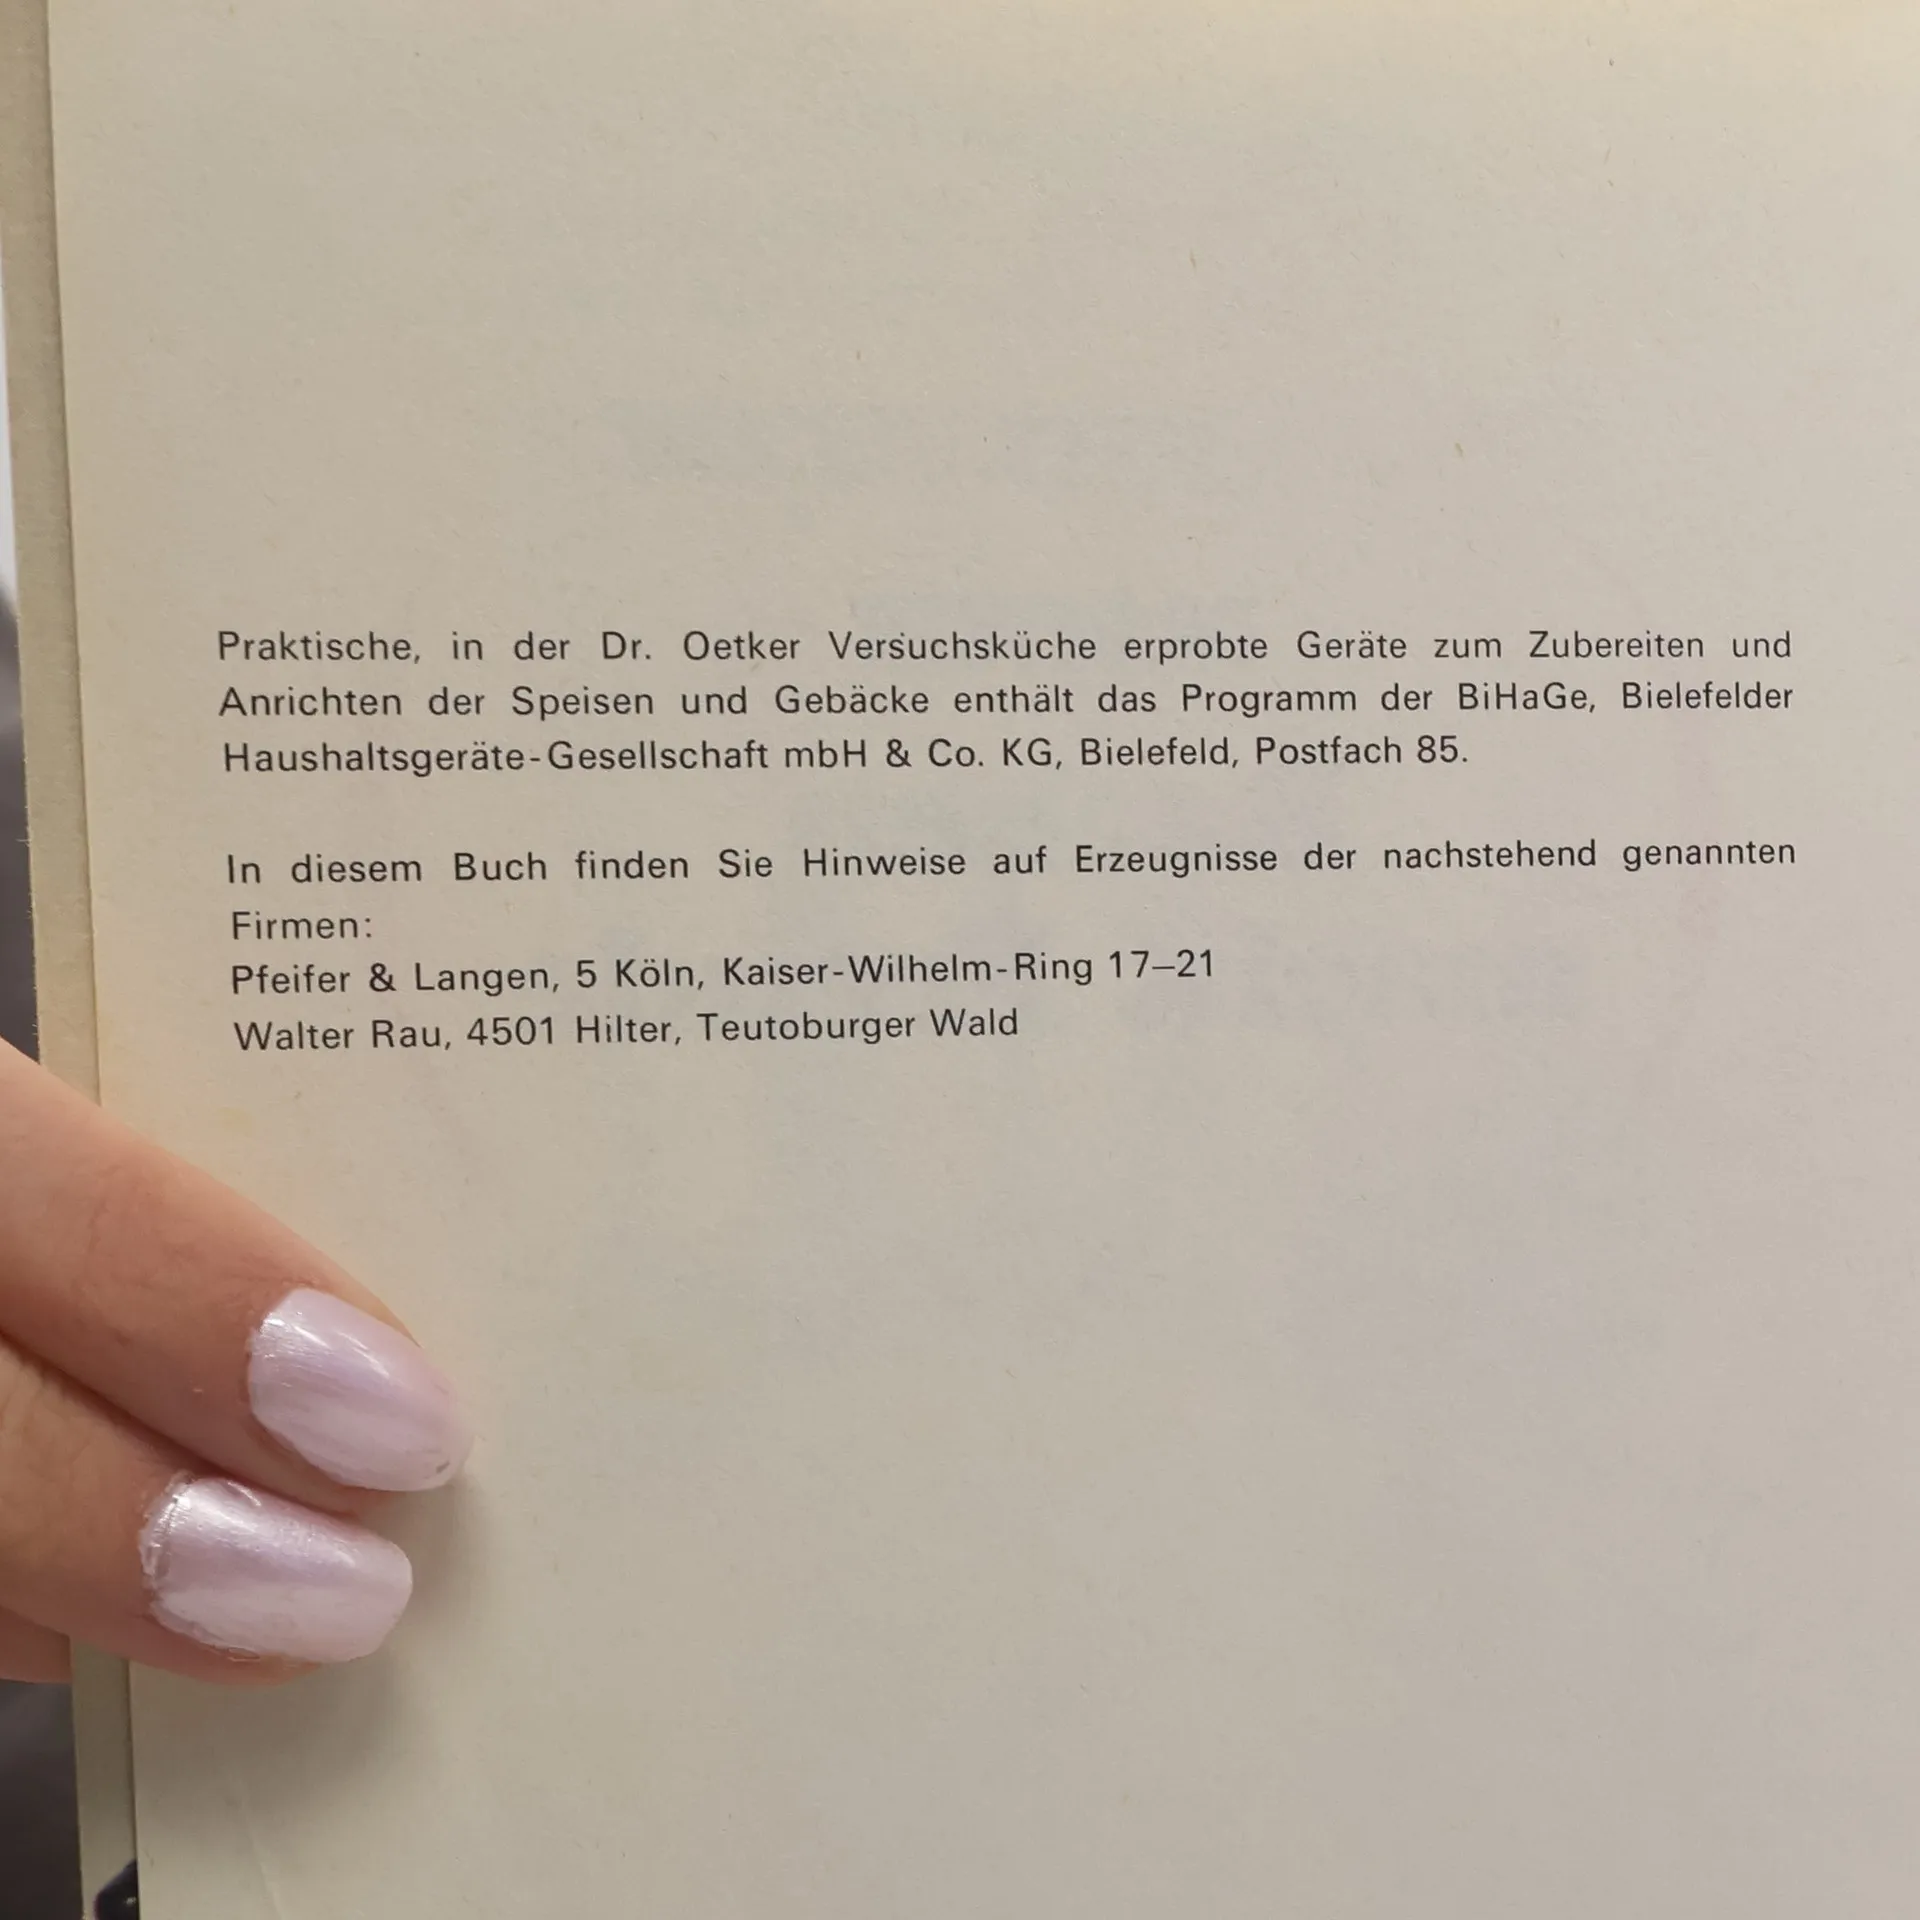 Praktische, in der Dr. Oetker Versuchsküche erprobte Geräte zum Zubereiten und
Anrichten der Speisen und Gebäcke enthält das Programm der BiHaGe, Bielefelder
Haushaltsgeräte-Gesellschaft mbH & Co. KG, Bielefeld, Postfach 85.
In diesem Buch finden Sie Hinweise auf Erzeugnisse der nachstehend genannten
Firmen:
Pfeifer & Langen, 5 Köln, Kaiser-Wilhelm-Ring 17–21
Walter Rau, 4501 Hilter, Teutoburger Wald